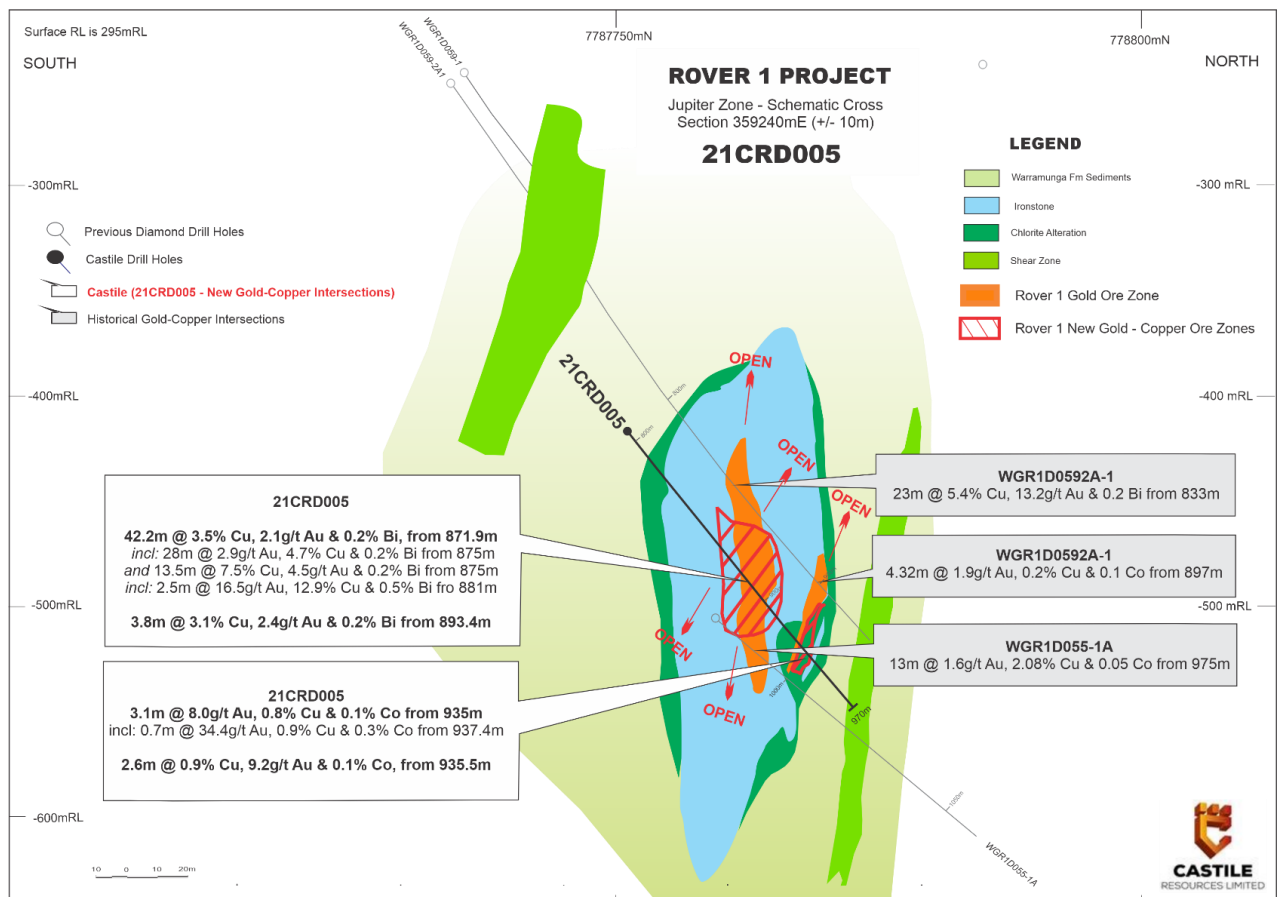 Surface RL is 295mRL
SOUTH
WGR1D059-2A1
WGR1D059-1
7787750mN
778800mN
NORTH
ROVER 1 PROJECT
Jupiter Zone - Schematic Cross
Section 359240mE (+/- 10m)
21CRD005
LEGEND
Warramunga Fm Sediments
Ironstone
Chlorite Alteration
Shear Zone
Rover 1 Gold Ore Zone
Rover 1 New Gold - Copper Ore Zones
-300mRL
-300 mRL
Previous Diamond Drill Holes
Castile Drill Holes
Castile (21CRD005 - New Gold-Copper Intersections)
Historical Gold-Copper Intersections
-400mRL
-400 mRL
21CRD005
800m
800m
OPEN
OPEN
OPEN
OPEN
OPEN
21CRD005
42.2m @ 3.5% Cu, 2.1g/t Au & 0.2% Bi, from 871.9m
incl: 28m @ 2.9g/t Au, 4.7% Cu & 0.2% Bi from 875m
and 13.5m @ 7.5% Cu, 4.5g/t Au & 0.2% Bi from 875m
incl: 2.5m @ 16.5g/t Au, 12.9% Cu & 0.5% Bi fro 881m
3.8m @ 3.1% Cu, 2.4g/t Au & 0.2% Bi from 893.4m
WGR1D0592A-1
23m @ 5.4% Cu, 13.2g/t Au & 0.2 Bi from 833m
WGR1D0592A-1
4.32m @ 1.9g/t Au, 0.2% Cu & 0.1 Co from 897m
-500mRL
-500 mRL
WGR1D055-1A
13m @ 1.6g/t Au, 2.08% Cu & 0.05 Co from 975m
21CRD005
3.1m @ 8.0g/t Au, 0.8% Cu & 0.1% Co from 935m
incl: 0.7m @ 34.4g/t Au, 0.9% Cu & 0.3% Co from 937.4m
2.6m @ 0.9% Cu, 9.2g/t Au & 0.1% Co, from 935.5m
1000m
970m
1050m
WGR1D055-1A
-600mRL
10 0 10 20m
CASTILE
RESOURCES LIMITED